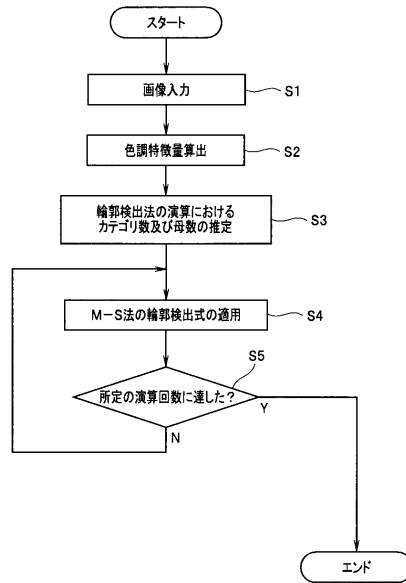 スタート
画像入力
S1
色調特徴量算出
S2
輪郭検出法の演算における
カテゴリ数及び母数の推定
S3
M-S法の輪郭検出式の適用
S4
S5
所定の演算回数に達した?
Y
N
エンド